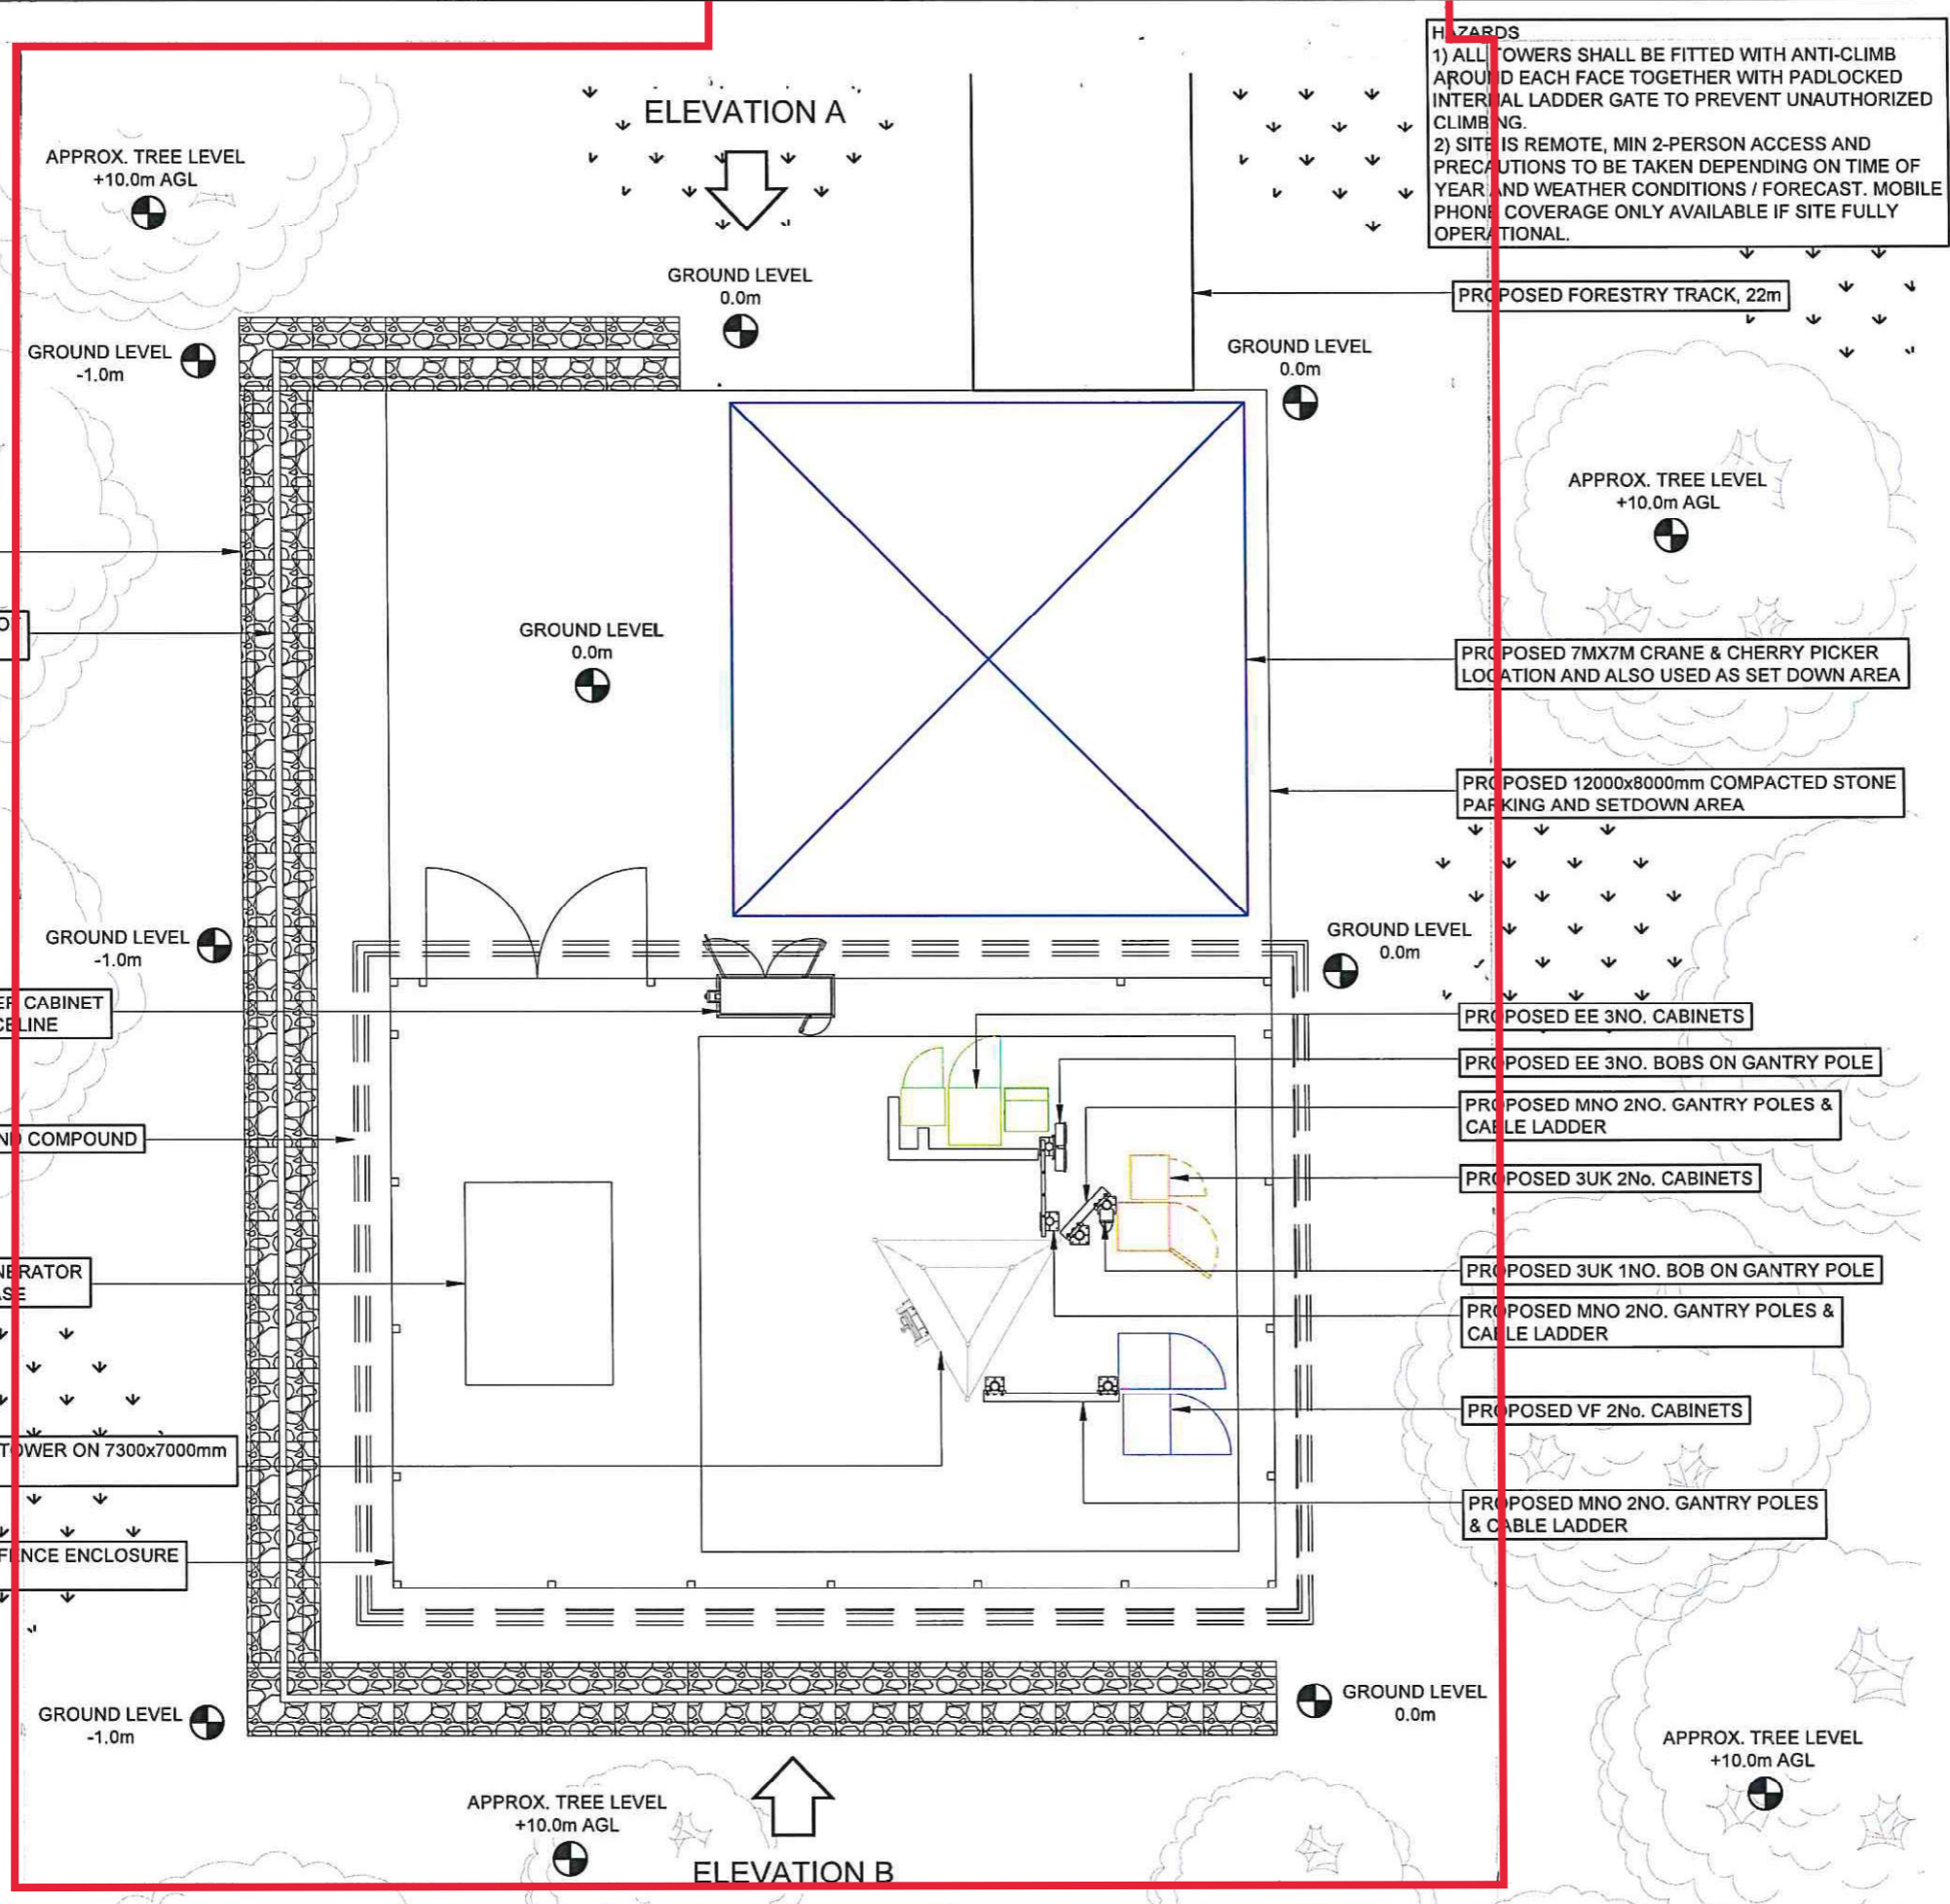 HAZARDS
1) ALL TOWERS SHALL BE FITTED WITH ANTI-CLIMB
AROUND EACH FACE TOGETHER WITH PADLOCKED
INTERNAL LADDER GATE TO PREVENT UNAUTHORIZED
CLIMBING.
2) SITE IS REMOTE, MIN 2-PERSON ACCESS AND
PRECAUTIONS TO BE TAKEN DEPENDING ON TIME OF
YEAR AND WEATHER CONDITIONS / FORECAST. MOBILE
PHONE COVERAGE ONLY AVAILABLE IF SITE FULLY
OPERATIONAL.
ELEVATION A
APPROX. TREE LEVEL
+10.0m AGL
GROUND LEVEL
0.0m
PROPOSED FORESTRY TRACK, 22m
GROUND LEVEL
-1.0m
GROUND LEVEL
0.0m
APPROX. TREE LEVEL
+10.0m AGL
GROUND LEVEL
0.0m
PROPOSED 7MX7M CRANE & CHERRY PICKER
LOCATION AND ALSO USED AS SET DOWN AREA
PROPOSED 12000x8000mm COMPACTED STONE
PARKING AND SETDOWN AREA
GROUND LEVEL
-1.0m
GROUND LEVEL
0.0m
CABINET
PROPOSED EE 3NO. CABINETS
PROPOSED EE 3NO. BOBS ON GANTRY POLE
PROPOSED MNO 2NO. GANTRY POLES &
CABLE LADDER
COMPOUND
PROPOSED 3UK 2No. CABINETS
PROPOSED 3UK 1NO. BOB ON GANTRY POLE
PROPOSED MNO 2NO. GANTRY POLES &
CABLE LADDER
PROPOSED VF 2No. CABINETS
TOWER ON 7300x7000mm
PROPOSED MNO 2NO. GANTRY POLES
& CABLE LADDER
FENCE ENCLOSURE
GROUND LEVEL
-1.0m
GROUND LEVEL
0.0m
APPROX. TREE LEVEL
+10.0m AGL
APPROX. TREE LEVEL
+10.0m AGL
ELEVATION B